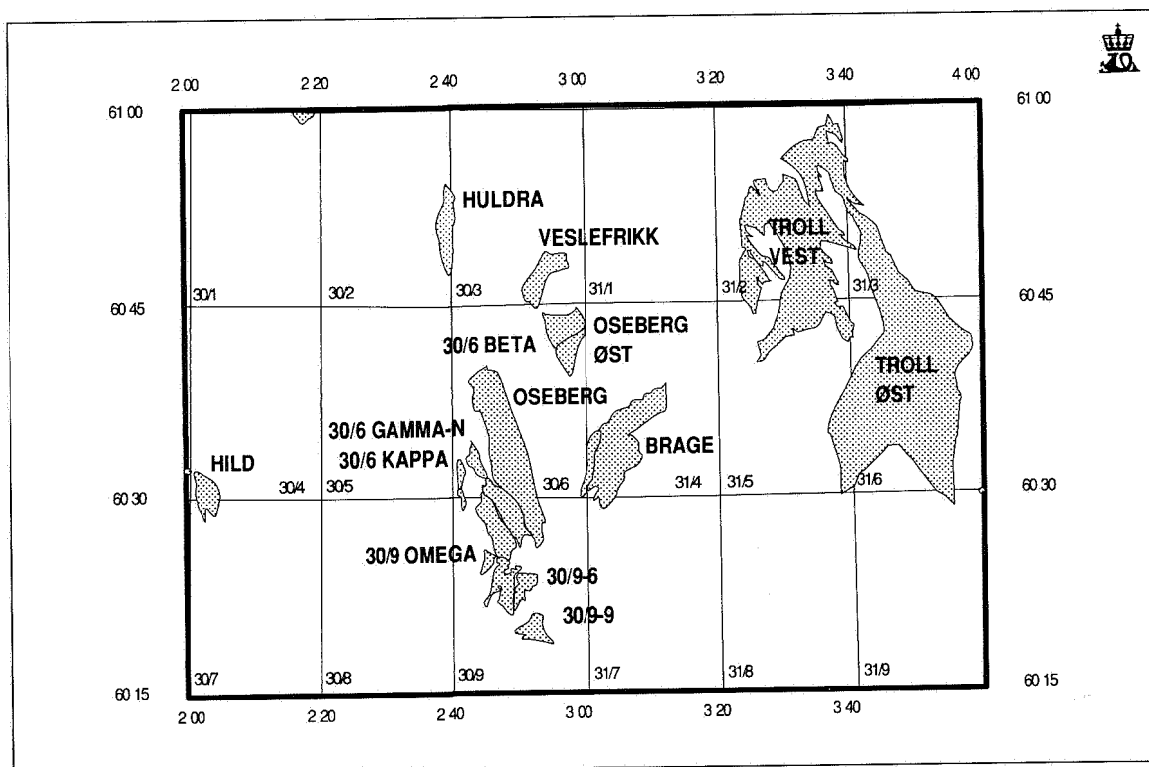 2 00 2 20 2 40 3 00 3 20 3 40 4 00
61 00 61 00
HULDRA
VESLEFRIKK
TROLL
VEST
30/1 30/2 30/3 31/1 31/2 31/3
60 45 60 45
OSEBERG
ØST
30/6 BETA
TROLL
ØST
OSEBERG
30/6 GAMMA-N
30/6 KAPPA
BRAGE
HILD
30/4 30/5 30/6 31/4 31/5 31/6
60 30 60 30
30/9 OMEGA
30/9-6
30/9-9
30/7 30/8 30/9 31/7 31/8 31/9
60 15 60 15
2 00 2 20 2 40 3 00 3 20 3 40